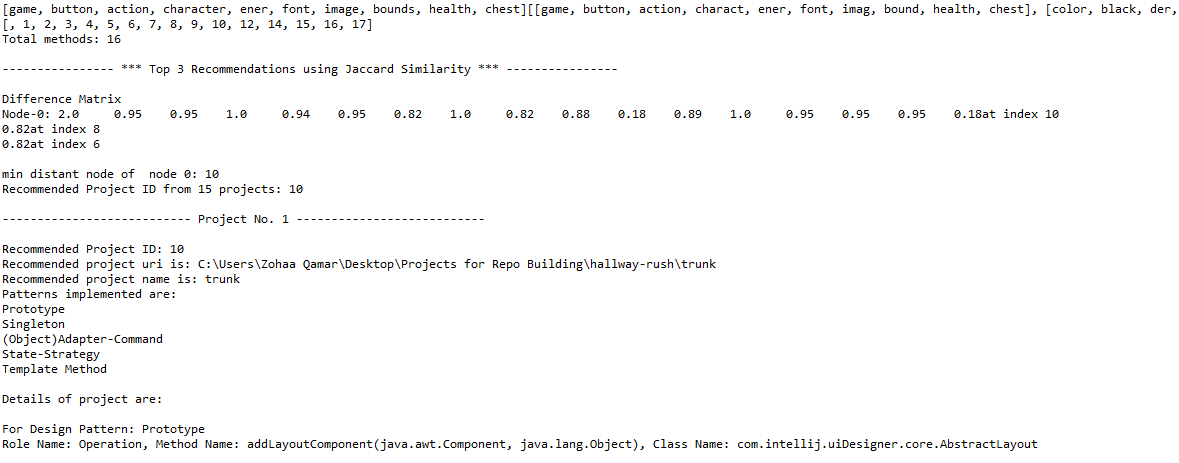 [game, button, action, character, ener, font, image, bounds, health, chest][[game, button, action, charact, ener, font, imag, bound, health, chest], [color, black, der,
[, 1, 2, 3, 4, 5, 6, 7, 8, 9, 10, 12, 14, 15, 16, 17]
Total methods: 16
---------------- *** Top 3 Recommendations using Jaccard Similarity *** ----------------
Difference Matrix
Node-0: 2.0 0.95 0.95 1.0 0.94 0.95 0.82 1.0 0.82 0.88 0.18 0.89 1.0 0.95 0.95 0.95 0.18at index 10
0.82at index 8
0.82at index 6
min distant node of  node 0: 10
Recommended Project ID from 15 projects: 10
--------------------------- Project No. 1 ---------------------------
Recommended Project ID: 10
Recommended project uri is: C:\Users\Zohaa Qamar\Desktop\Projects for Repo Building\hallway-rush\trunk
Recommended project name is: trunk
Patterns implemented are:
Prototype
Singleton
(Object)Adapter-Command
State-Strategy
Template Method
Details of project are:
For Design Pattern: Prototype
Role Name: Operation, Method Name: addLayoutComponent(java.awt.Component, java.lang.Object), Class Name: com.intellij.uiDesigner.core.AbstractLayout